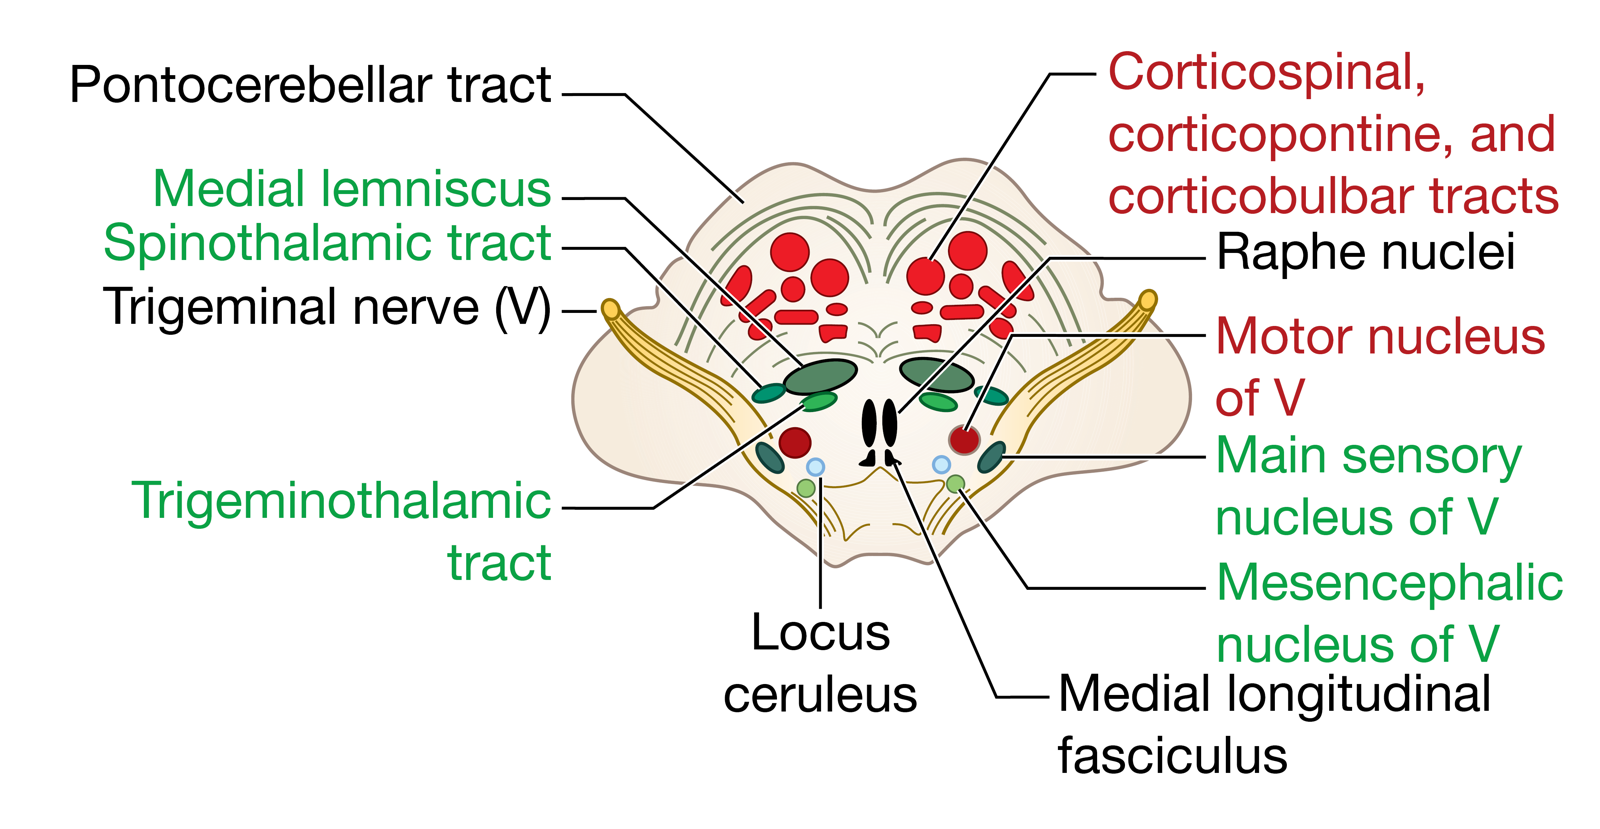 Pontocerebellar tract
Medial lemniscus
Spinothalamic tract
Trigeminal nerve (V)
Trigeminothalamic
tract
Locus
ceruleus
Corticospinal,
corticopontine, and
corticobulbar tracts
Raphe nuclei
Motor nucleus
of V
Main sensory
nucleus of V
Mesencephalic
nucleus of V
Medial longitudinal
fasciculus